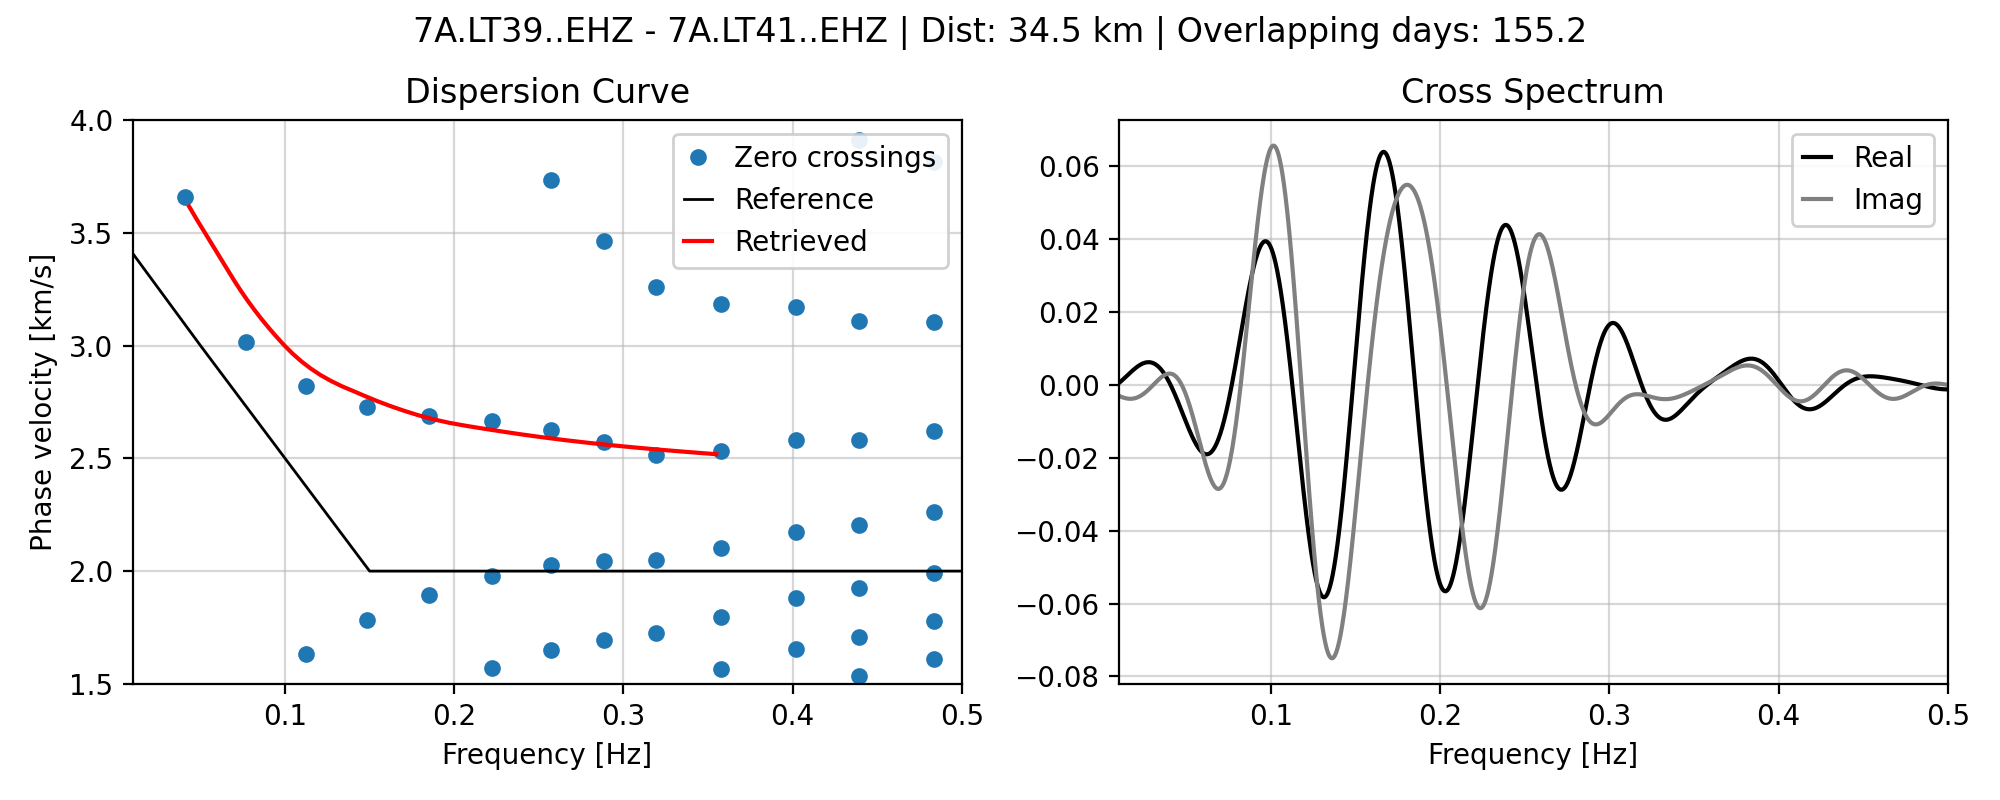 7A.LT39..EHZ - 7A.LT41..EHZ | Dist: 34.5 km | Overlapping days: 155.2
Dispersion Curve
4.0
3.5
3.0
2.5
2.0
1.5
Phase velocity [km/s]
Zero crossings
Reference
Retrieved
0.1 0.2 0.3 0.4 0.5
Frequency [Hz]
Cross Spectrum
0.06
0.04
0.02
0.00
−0.02
−0.04
−0.06
−0.08
Real
Imag
0.1 0.2 0.3 0.4 0.5
Frequency [Hz]